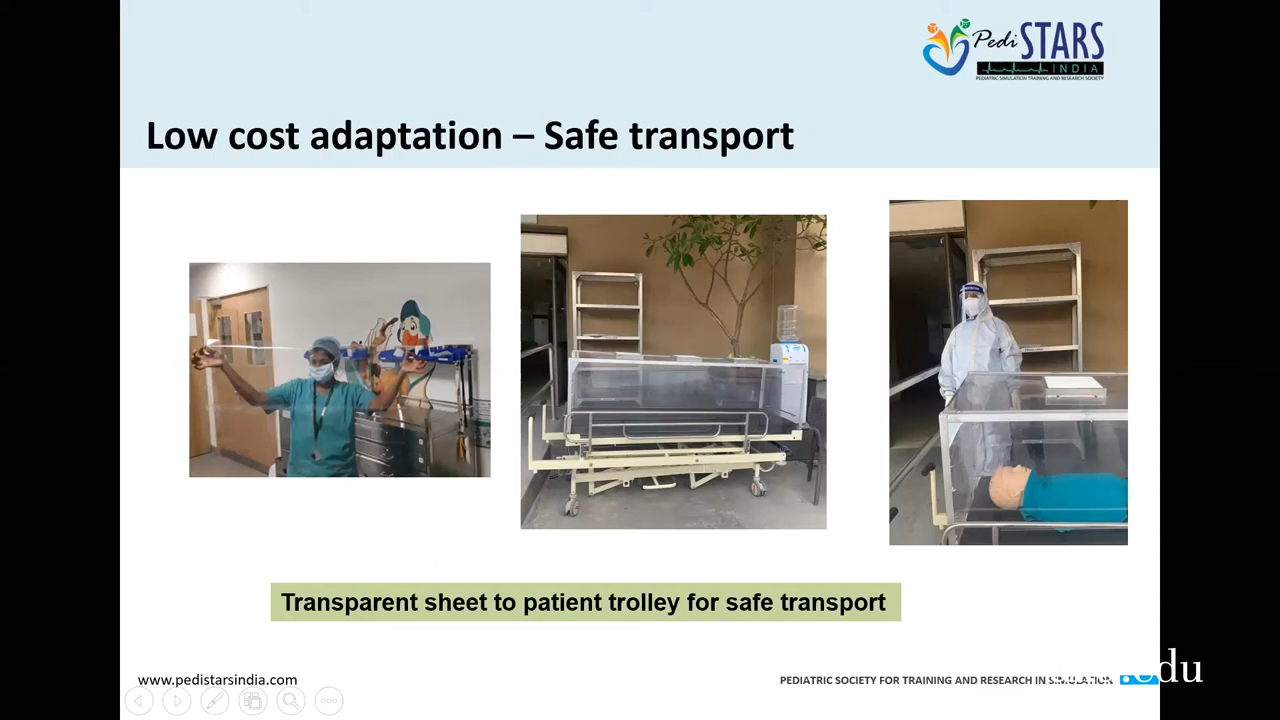 Pedi STARS
INDIA
PEDIATRIC SIMULATION TRAINING AND RESEARCH SOCIETY
Low cost adaptation – Safe transport
Transparent sheet to patient trolley for safe transport
www.pedistarsindia.com
PEDIATRIC SOCIETY FOR TRAINING AND RESEARCH IN SIMULATION